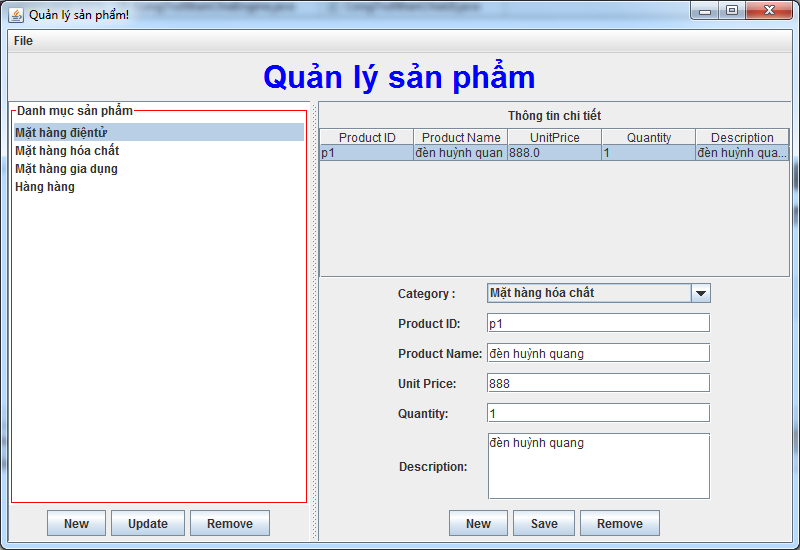 Quản lý sản phẩm!
File
Quản lý sản phẩm
Danh mục sản phẩm
Mặt hàng điệntử
Mặt hàng hóa chất
Mặt hàng gia dụng
Hàng hàng
New Update Remove
Thông tin chi tiết
Product ID Product Name UnitPrice Quantity Description
p1 đèn huỳnh quan 888.0 1 đèn huỳnh qua...
Category : Mặt hàng hóa chất
Product ID: p1
Product Name: đèn huỳnh quang
Unit Price: 888
Quantity: 1
Description: đèn huỳnh quang
New Save Remove